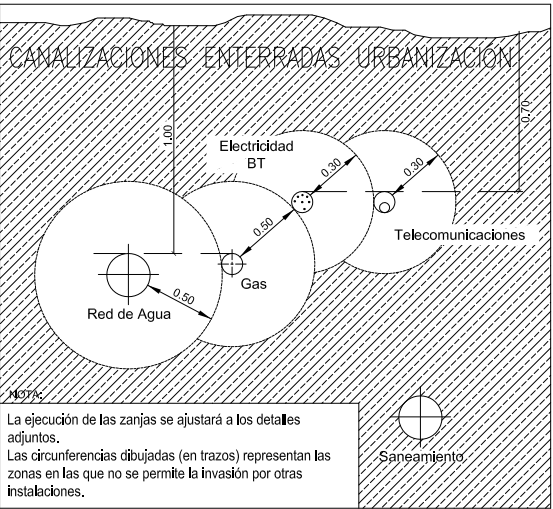 CANALIZACIONES ENTERRADAS URBANIZACIÓN
1.00
0.70
Electricidad
BT
0.30
0.30
0.50
Telecomunicaciones
Gas
0.50
Red de Agua
NOTA:
La ejecución de las zanjas se ajustará a los detalles
adjuntos.
Las circunferencias dibujadas (en trazos) representan las
zonas en las que no se permite la invasión por otras
instalaciones.
Saneamiento